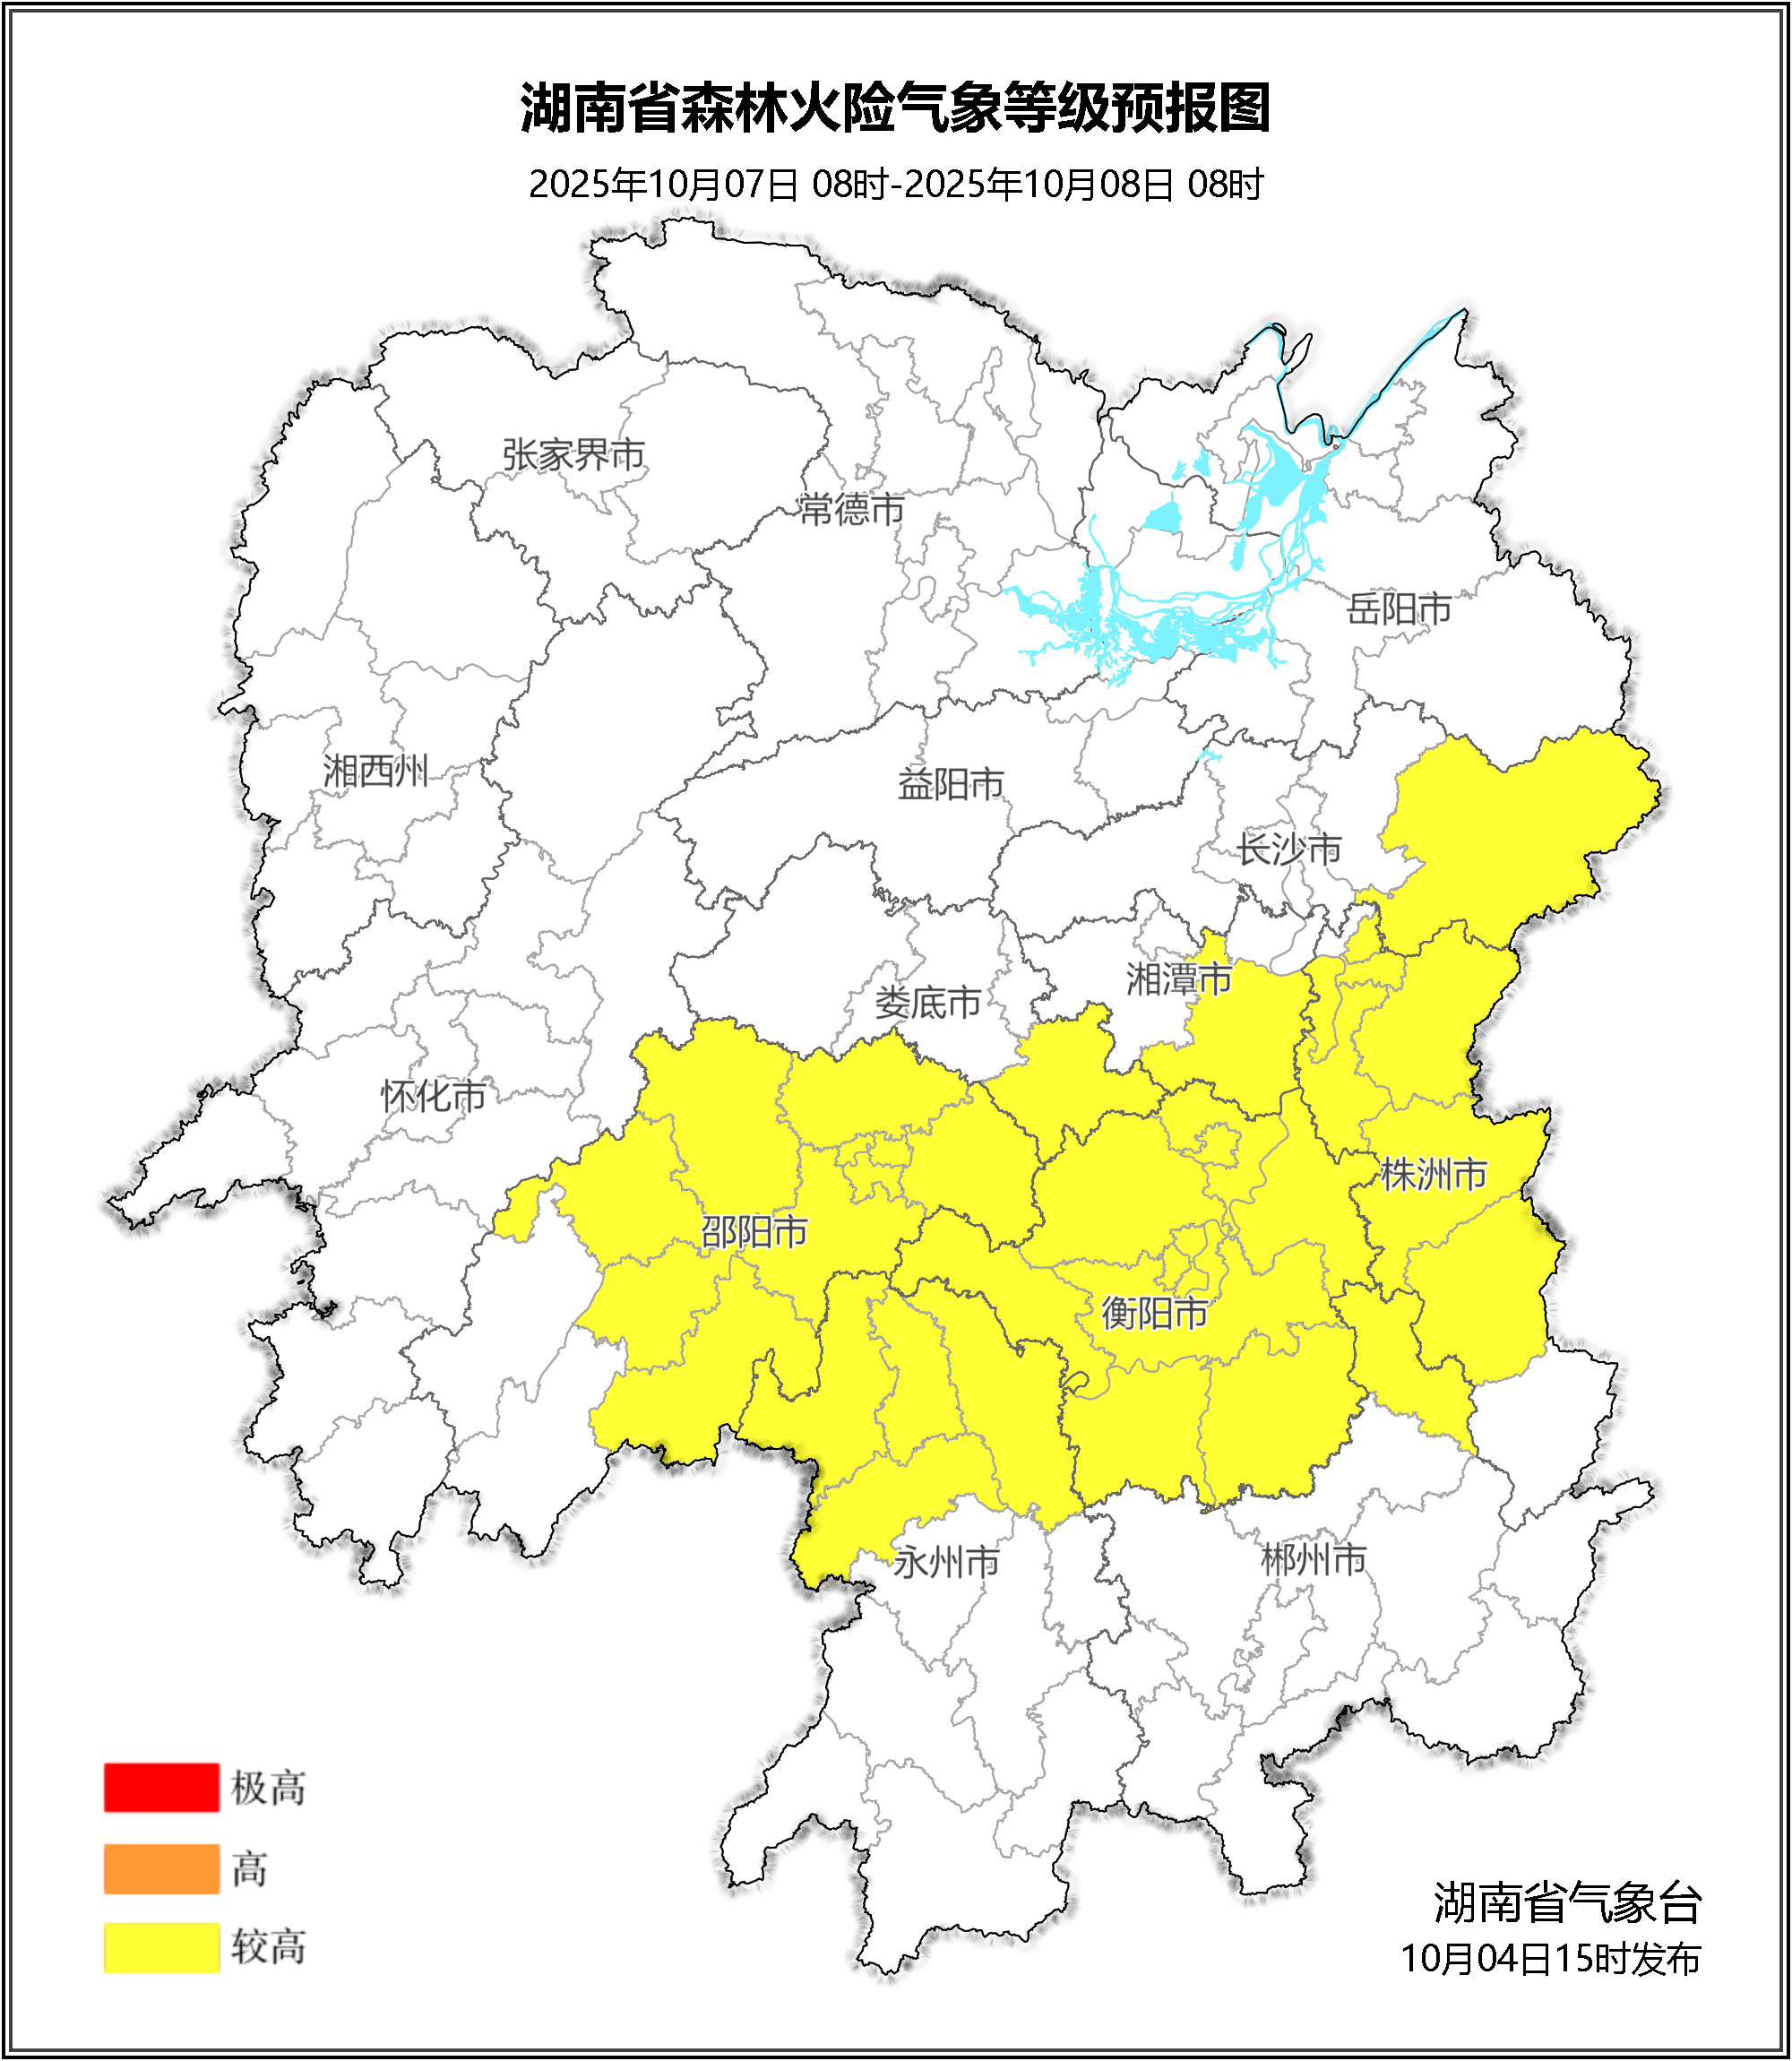 湖南省森林火险气象等级预报图
2025年10月07日 08时-2025年10月08日 08时
张家界市
常德市
岳阳市
湘西州
益阳市
长沙市
湘潭市
娄底市
怀化市
株洲市
邵阳市
衡阳市
永州市
郴州市
极高
高
较高
湖南省气象台
10月04日15时发布